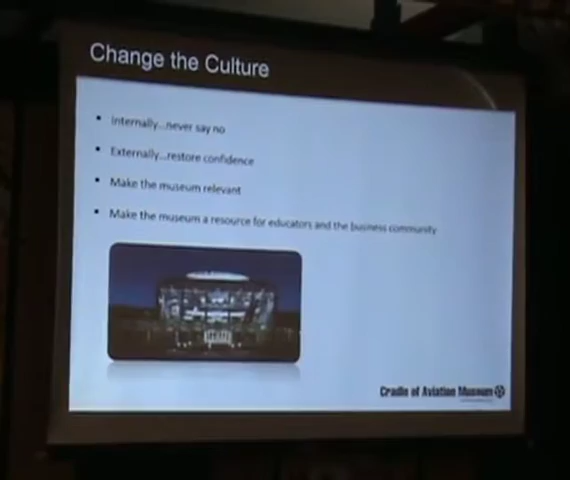 Change the Culture
• Internally...never say no
• Externally...restore confidence
• Make the museum relevant
• Make the museum a resource for educators and the business community
Cradle of Aviation Museum